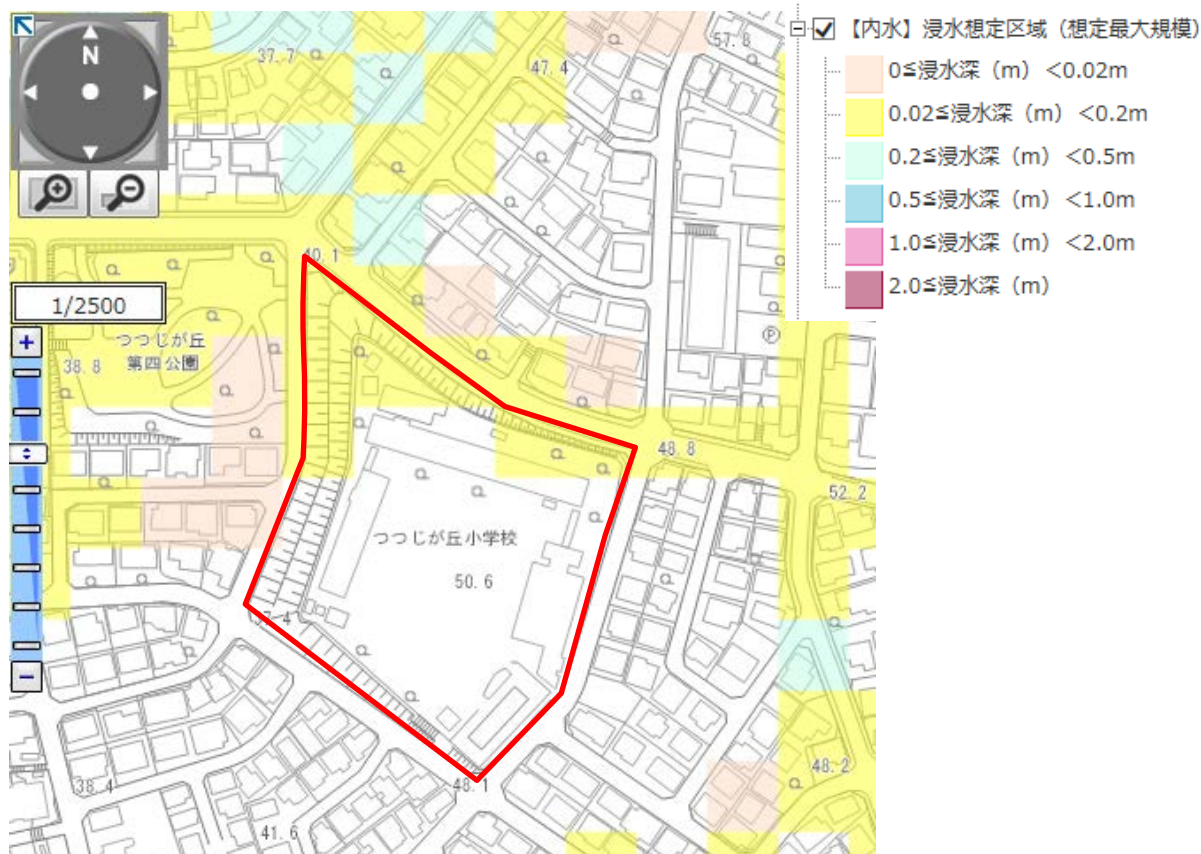 【内水】浸水想定区域（想定最大規模）
0≦浸水深（m）＜0.02m
0.02≦浸水深（m）＜0.2m
0.2≦浸水深（m）＜0.5m
0.5≦浸水深（m）＜1.0m
1.0≦浸水深（m）＜2.0m
2.0≦浸水深（m）
N
37.7
47.4
57.8
40.1
1/2500
P
つつじが丘
第四公園
38.8
48.8
52.2
つつじが丘小学校
50.6
48.2
38.4
48.1
41.6